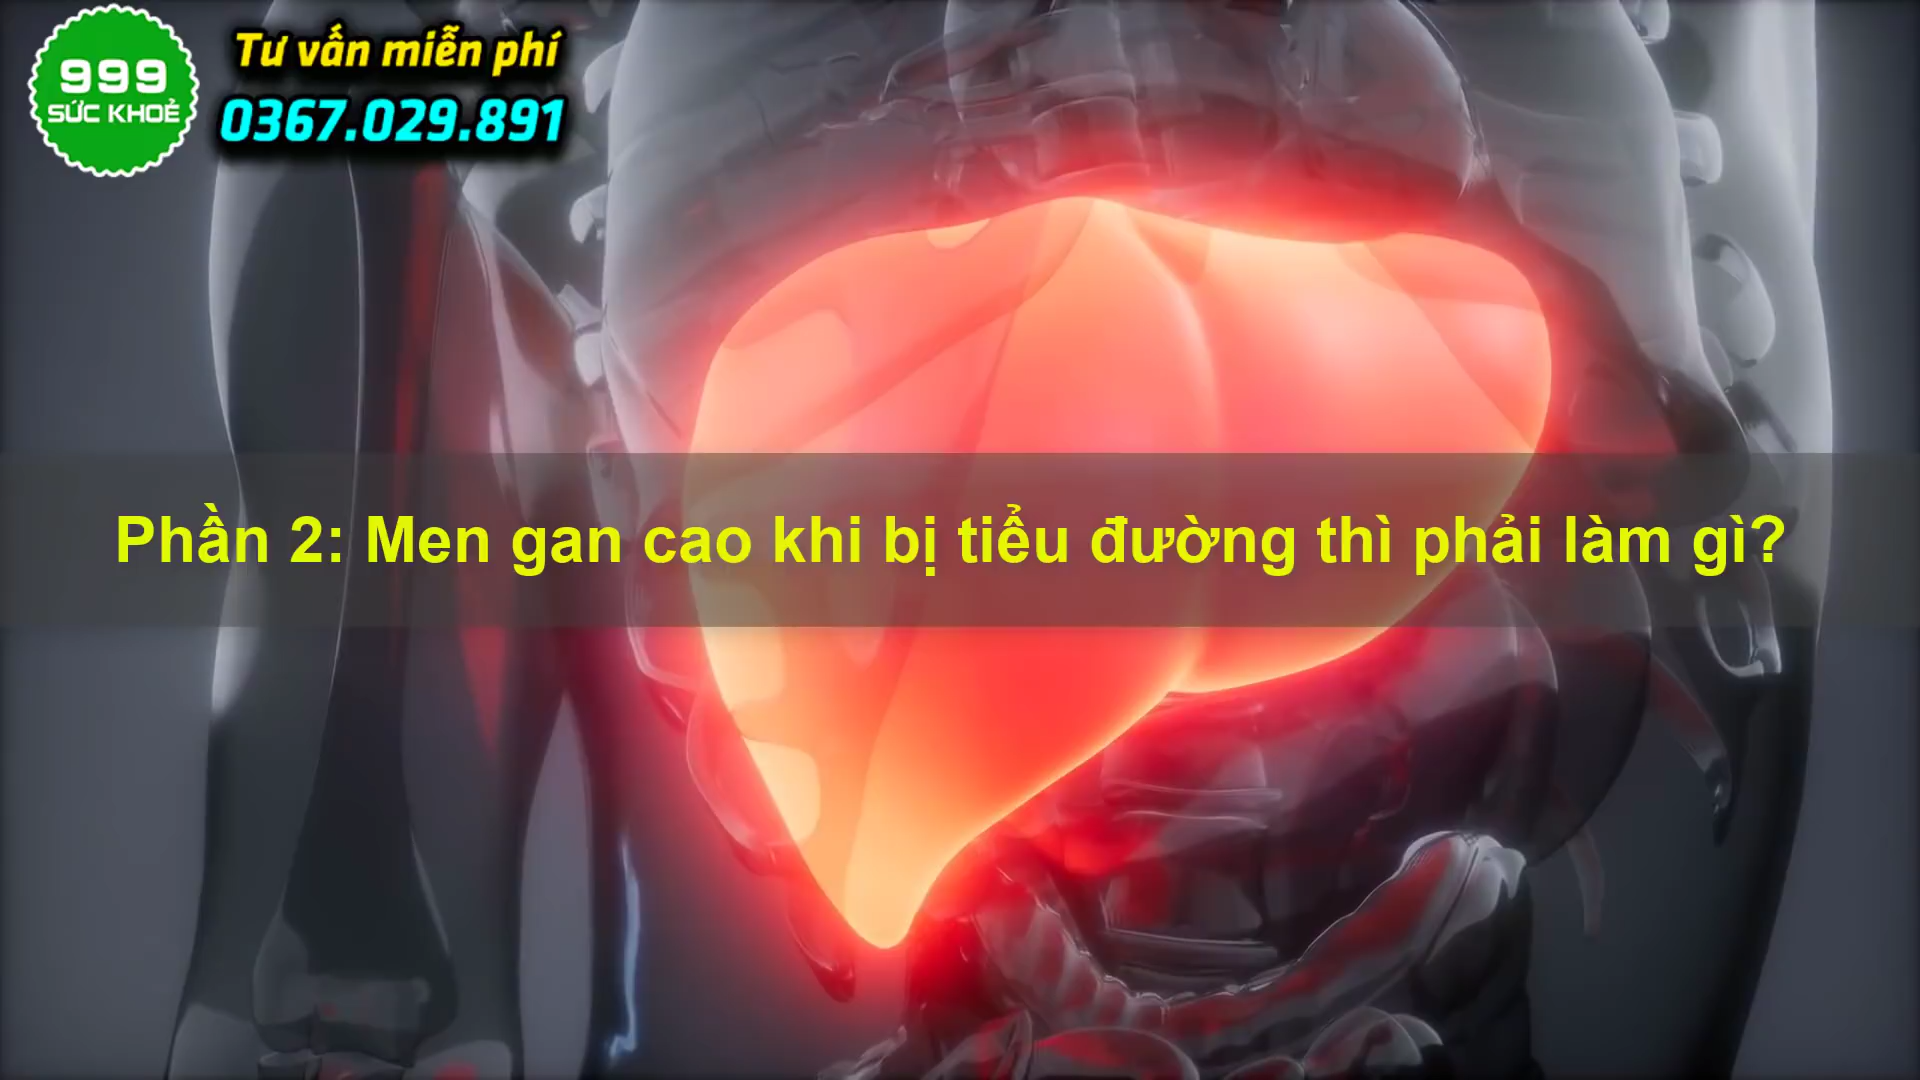 999
SỨC KHOẺ
Tư vấn miễn phí
0367.029.891
Phần 2: Men gan cao khi bị tiểu đường thì phải làm gì?